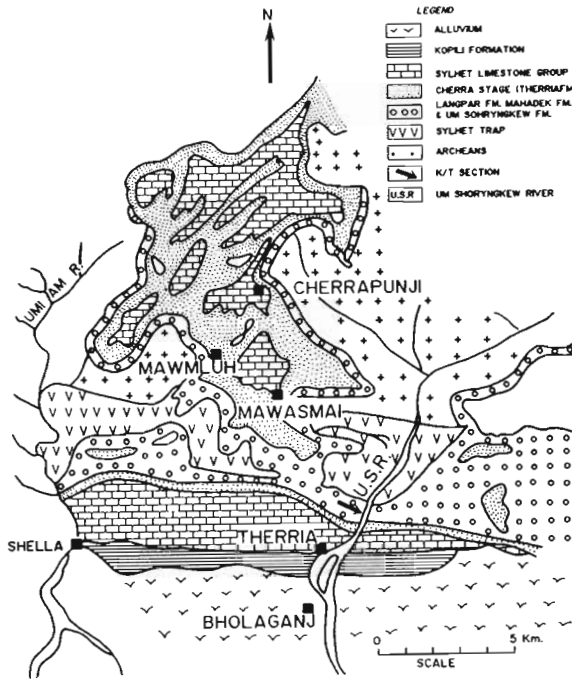 LEGEND
ALLUVIUM
KOPILI FORMATION
SYLHET LIMESTONE GROUP
CHERRA STAGE (THERRIAFM
LANGPAR FM. MAHADEK FM.
& UM SOHRYNGKEW FM.
SYLHET TRAP
ARCHEANS
K/T SECTION
U.S.R UM SHORYNGKEW RIVER
N
UMIAM R.
CHERRAPUNJI
MAWMLUH
MAWASMAI
U.S.R.
SHELLA
THERRIA
BHOLAGANJ
0 5 Km.
SCALE